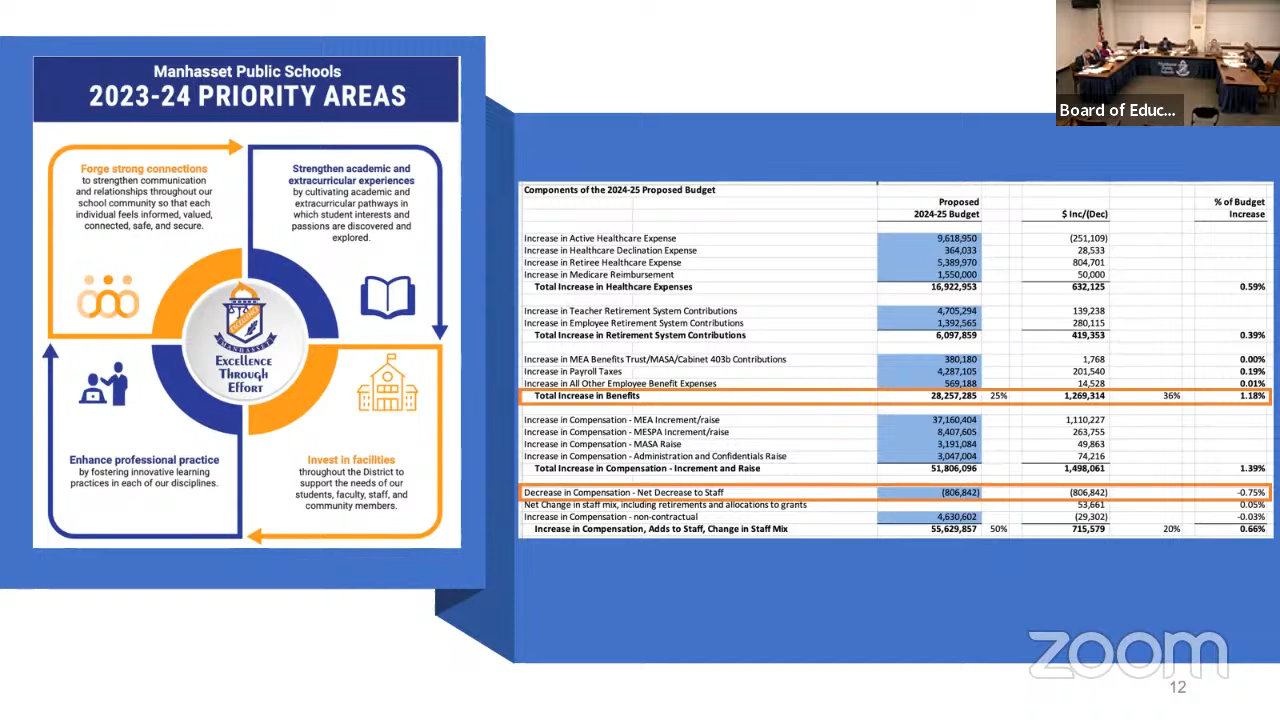 Manhasset Public Schools
2023-24 PRIORITY AREAS
Forge strong connections
to strengthen communication
and relationships throughout our
school community so that each
individual feels informed, valued,
connected, safe, and secure.
Strengthen academic and
extracurricular experiences
by cultivating academic and
extracurricular pathways in
which student interests and
passions are discovered and
explored.
EXCELLENCE
MANHASSET
EXCELLENCE
THROUGH
EFFORT
Enhance professional practice
by fostering innovative learning
practices in each of our disciplines.
Invest in facilities
throughout the District to
support the needs of our
students, faculty, staff, and
community members.
Board of Educ...
Components of the 2024-25 Proposed Budget
Proposed
2024-25 Budget $ Inc/(Dec) % of Budget
Increase
Increase in Active Healthcare Expense 9,618,950 (251,109)
Increase in Healthcare Declination Expense 364,033 28,533
Increase in Retiree Healthcare Expense 5,389,970 804,701
Increase in Medicare Reimbursement 1,550,000 50,000
Total Increase in Healthcare Expenses 16,922,953 632,125 0.59%
Increase in Teacher Retirement System Contributions 4,705,294 139,238
Increase in Employee Retirement System Contributions 1,392,565 280,115
Total Increase in Retirement System Contributions 6,097,859 419,353 0.39%
Increase in MEA Benefits Trust/MASA/Cabinet 403b Contributions 380,180 1,768 0.00%
Increase in Payroll Taxes 4,287,105 201,540 0.19%
Increase in All Other Employee Benefit Expenses 569,188 14,528 0.01%
Total Increase in Benefits 28,257,285 25% 1,269,314 36% 1.18%
Increase in Compensation - MEA Increment/raise 37,160,404 1,110,227
Increase in Compensation - MESPA Increment/raise 8,407,605 263,755
Increase in Compensation - MASA Raise 3,191,084 49,863
Increase in Compensation - Administration and Confidentials Raise 3,047,004 74,216
Total Increase in Compensation - Increment and Raise 51,806,096 1,498,061 1.39%
Decrease in Compensation - Net Decrease to Staff (806,842) (806,842) -0.75%
Net Change in staff mix, including retirements and allocations to grants 53,661 0.05%
Increase in Compensation - non-contractual 4,630,602 (29,302) -0.03%
Increase in Compensation, Adds to Staff, Change in Staff Mix 55,629,857 50% 715,579 20% 0.66%
zoom
12